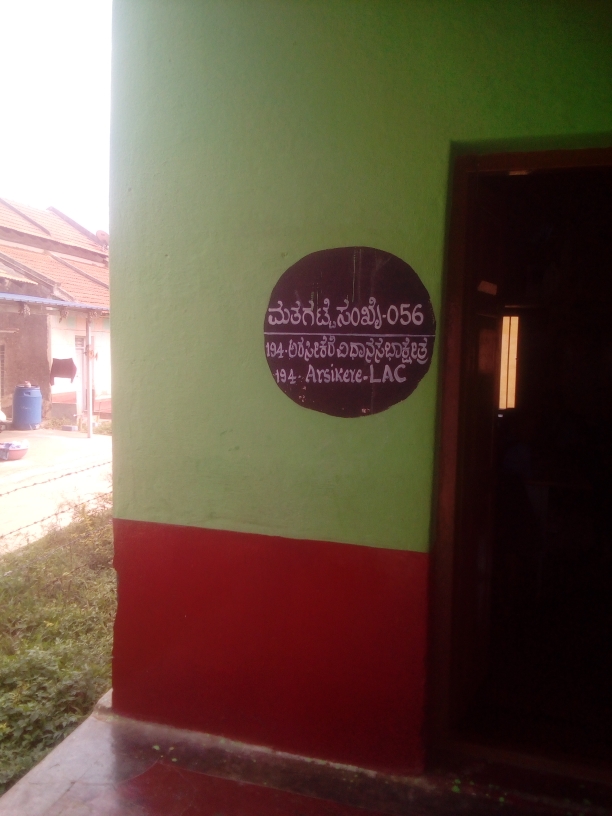 ಮತಗಟ್ಟೆ ಸಂಖ್ಯೆ-056
194-ಅರಸೀಕೆರೆ ವಿಧಾನಸಭಾಕ್ಷೇತ್ರ
194- Arsikere-LAC